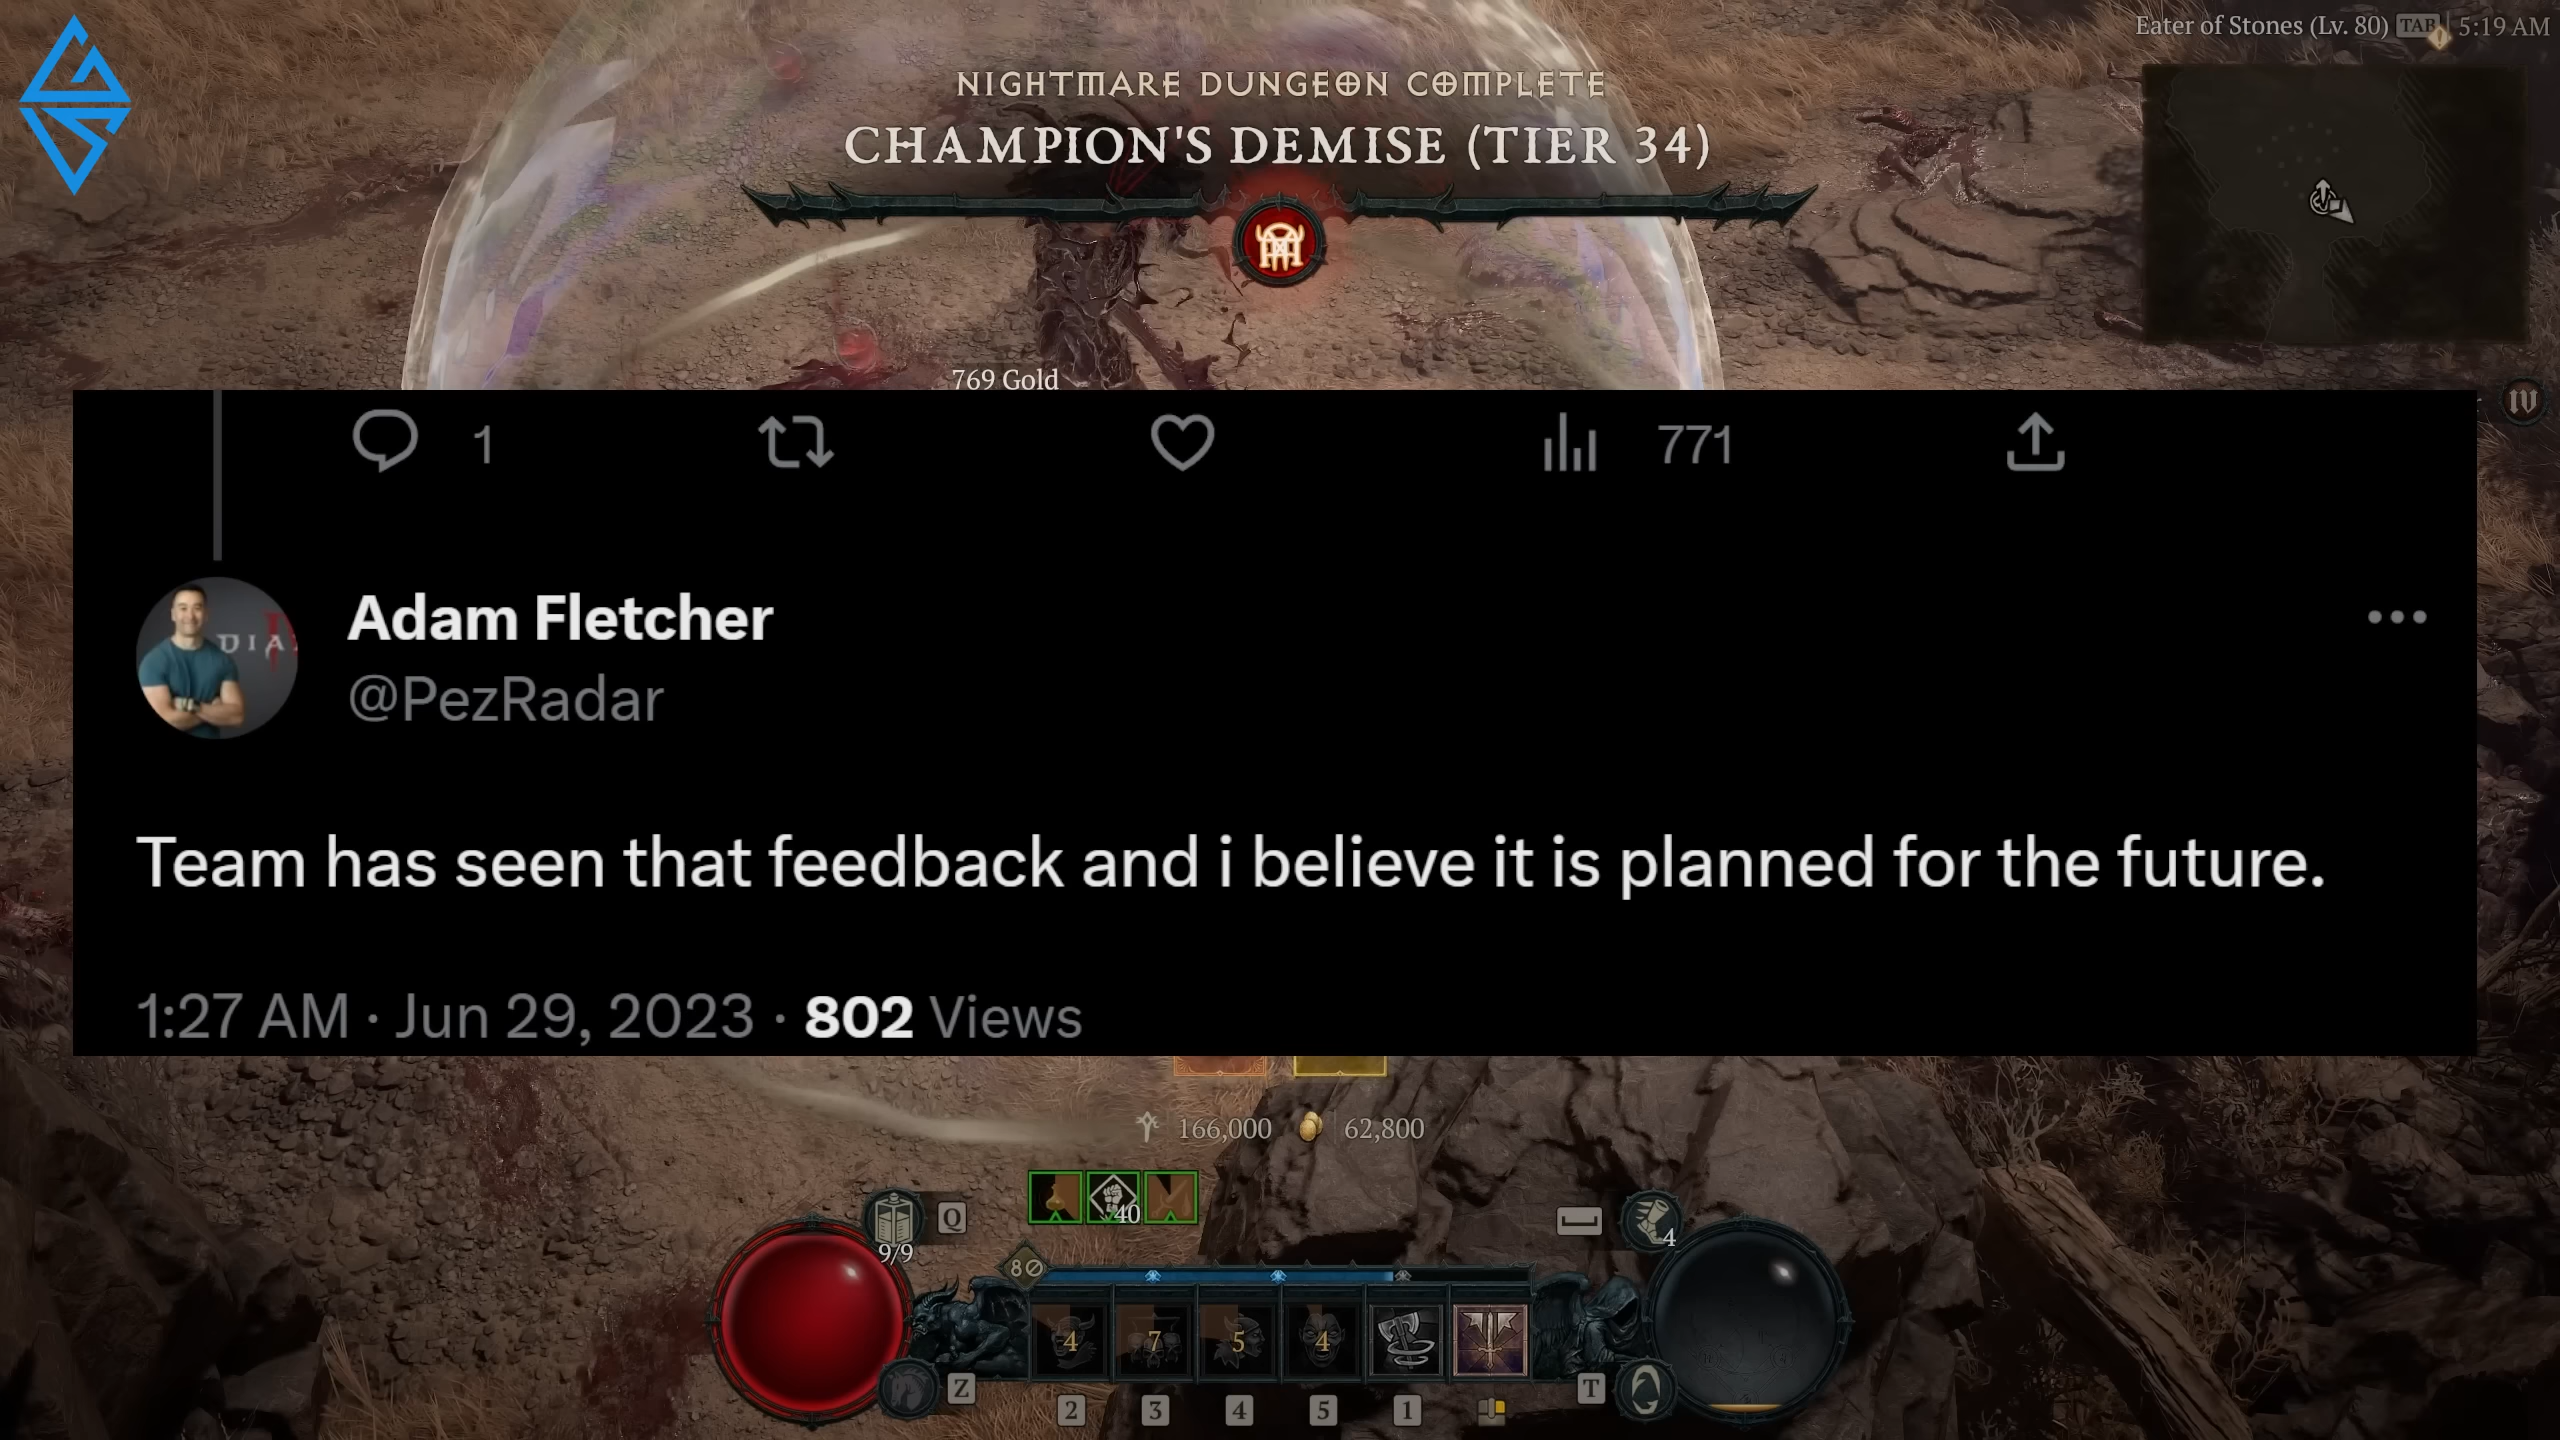 Eater of Stones (Lv. 80) TAB 5:19 AM
NIGHTMARE DUNGEON COMPLETE
CHAMPION'S DEMISE (TIER 34)
769 Gold
IV
1 771
Adam Fletcher
DIA
@PezRadar
Team has seen that feedback and i believe it is planned for the future.
1:27 AM · Jun 29, 2023 · 802 Views
166,000 62,800
40
Q
9/9 4
80
4 7 5 4
Z T
2 3 4 5 1